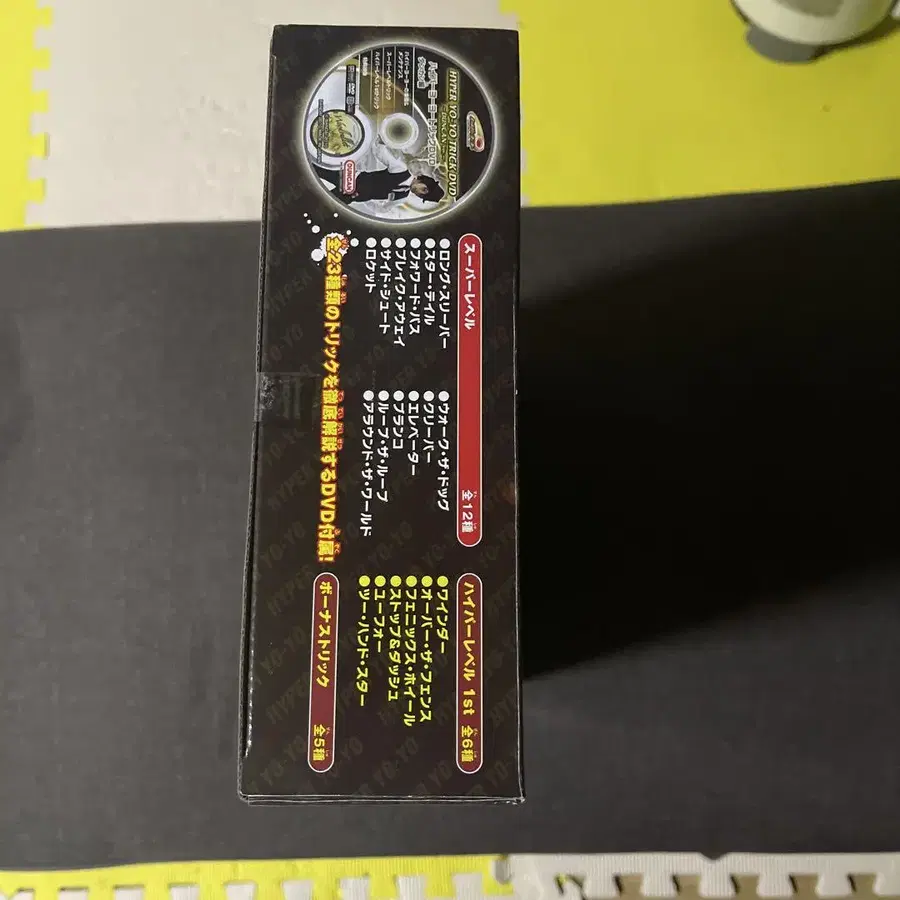 HYPER YO-YO TRICK DVD
DUNCAN
DUNCAN
スーパーレベル 全12種
●ロング・スリーパー
●スター・テイル
●フォワード・パス
●ブレイク・アウェイ
●サイド・シュート
●ロケット
●ウォーク・ザ・ドッグ
●クリーパー
●エレベーター
●ブランコ
●ループ・ザ・ループ
●アラウンド・ザ・ワールド
ハイパーレベル 1st 全6種
●ワインダー
●オーバー・ザ・フェンス
●フェニックス・ホイール
●ストップ&ダッシュ
●ユーフォー
●ツー・ハンド・スター
ボーナストリック 全5種
全23種類のトリックを徹底解説するDVD付属!